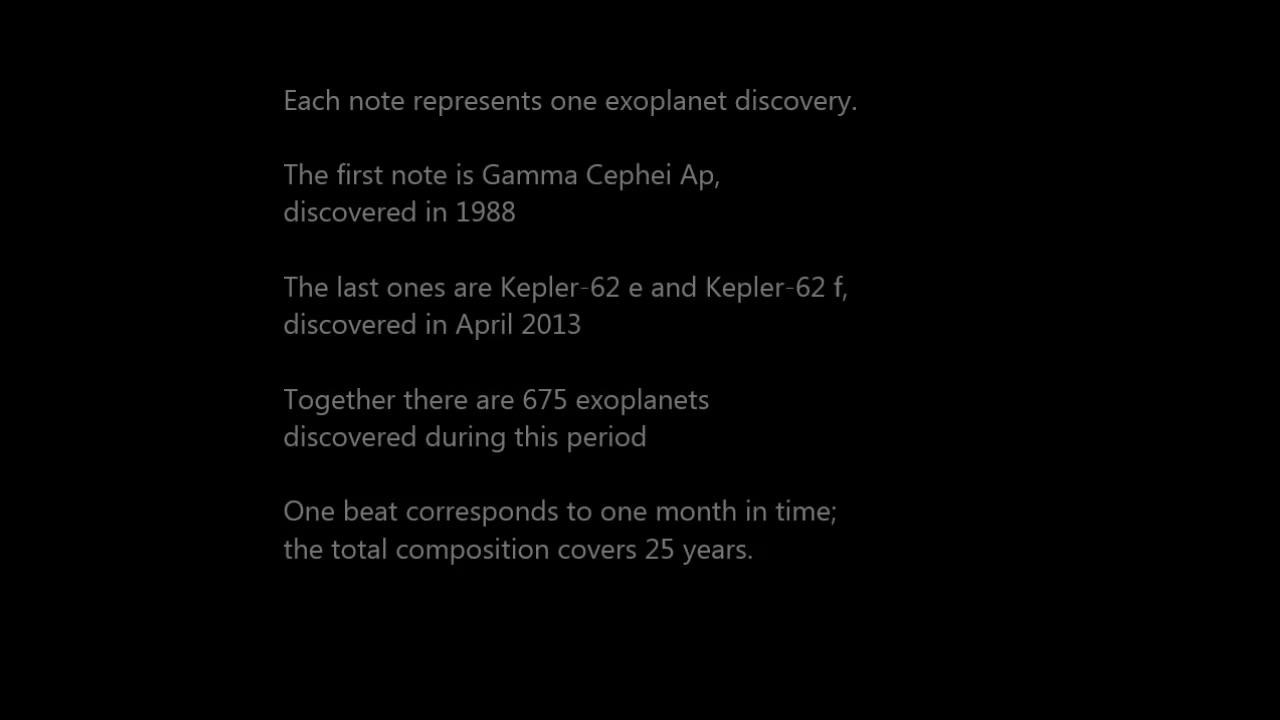 Each note represents one exoplanet discovery.
The first note is Gamma Cephei Ap,
discovered in 1988
The last ones are Kepler-62 e and Kepler-62 f,
discovered in April 2013
Together there are 675 exoplanets
discovered during this period
One beat corresponds to one month in time;
the total composition covers 25 years.